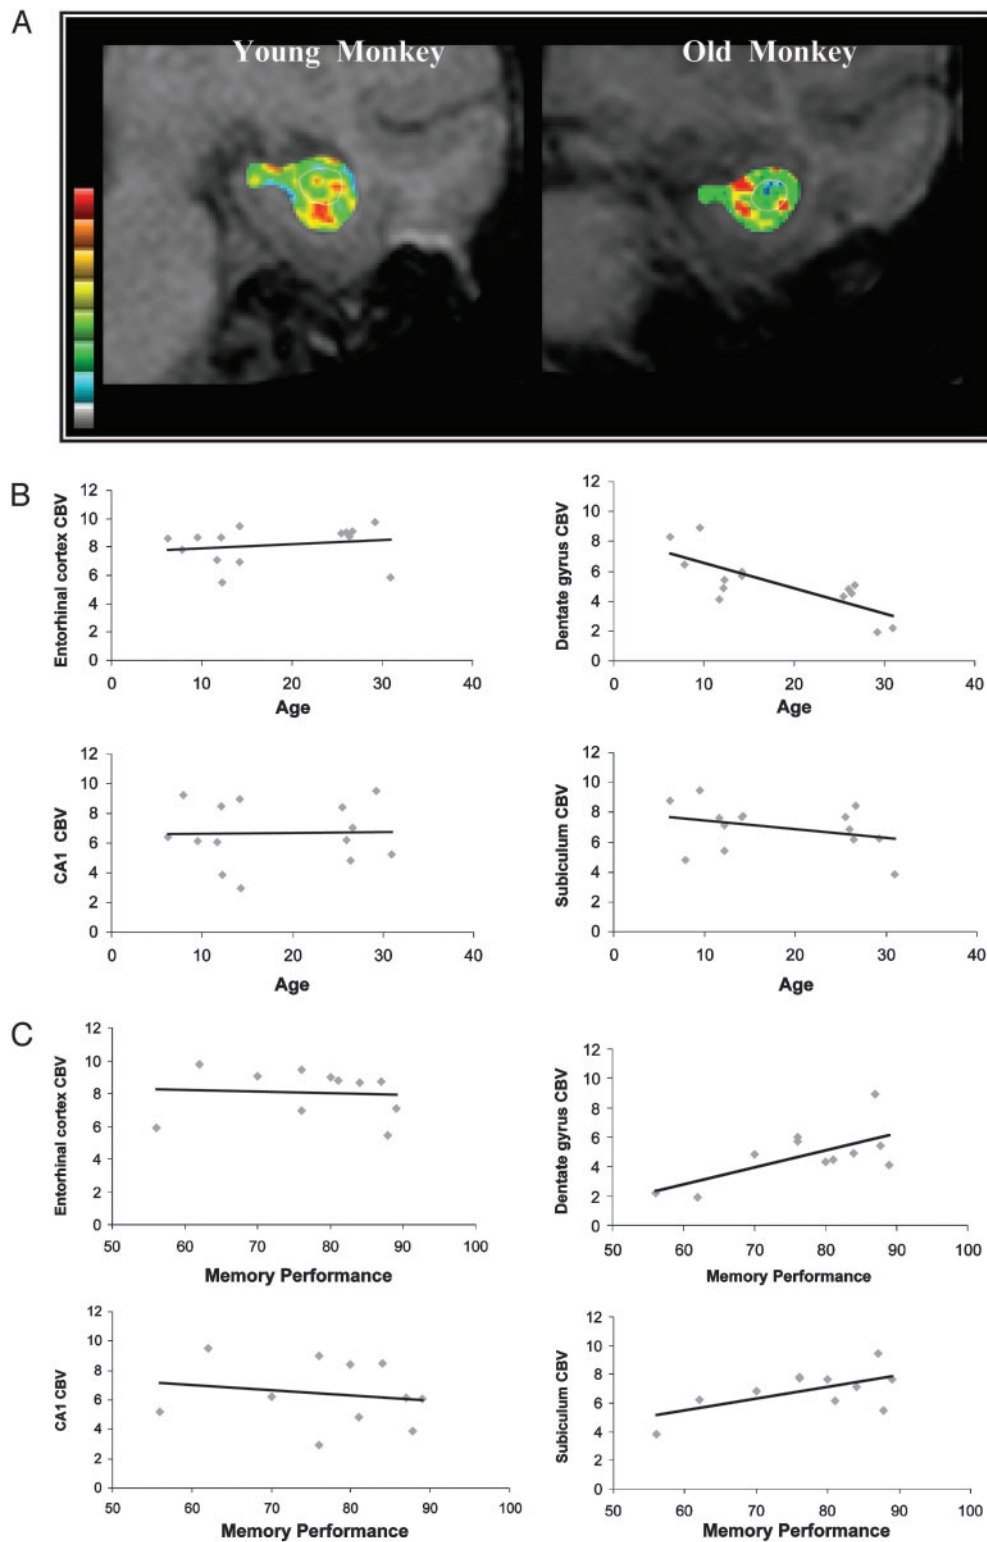 A
Young Monkey
Old Monkey
B
Entorhinal cortex CBV
12
10
8
6
4
2
0
0 10 20 30 40
Age
Dentate gyrus CBV
12
10
8
6
4
2
0
0 10 20 30 40
Age
CA1 CBV
12
10
8
6
4
2
0
0 10 20 30 40
Age
Subiculum CBV
12
10
8
6
4
2
0
0 10 20 30 40
Age
C
Entorhinal cortex CBV
12
10
8
6
4
2
0
50 60 70 80 90 100
Memory Performance
Dentate gyrus CBV
12
10
8
6
4
2
0
50 60 70 80 90 100
Memory Performance
CA1 CBV
12
10
8
6
4
2
0
50 60 70 80 90 100
Memory Performance
Subiculum CBV
12
10
8
6
4
2
0
50 60 70 80 90 100
Memory Performance